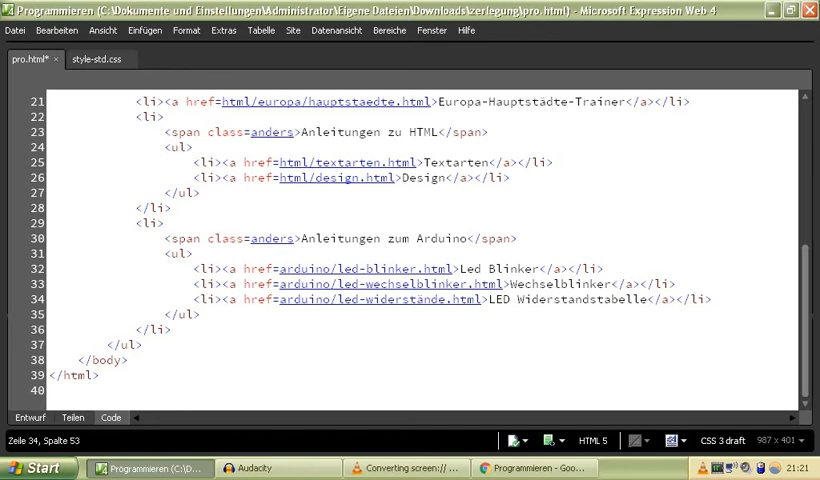 Programmieren (C:\Dokumente und Einstellungen\Administrator\Eigene Dateien\Downloads\zerlegung\pro.html) - Microsoft Expression Web 4
Datei Bearbeiten Ansicht Einfügen Format Extras Tabelle Site Datenansicht Bereiche Fenster Hilfe
pro.html* × style-std.css
21 <li><a href=html/europa/hauptstaedte.html>Europa-Hauptstädte-Trainer</a></li>
22 <li>
23 <span class=anders>Anleitungen zu HTML</span>
24 <ul>
25 <li><a href=html/textarten.html>Textarten</a></li>
26 <li><a href=html/design.html>Design</a></li>
27 </ul>
28 </li>
29 <li>
30 <span class=anders>Anleitungen zum Arduino</span>
31 <ul>
32 <li><a href=arduino/led-blinker.html>Led Blinker</a></li>
33 <li><a href=arduino/led-wechselblinker.html>Wechselblinker</a></li>
34 <li><a href=arduino/led-widerstände.html>LED Widerstandstabelle</a></li>
35 </ul>
36 </li>
37 </ul>
38 </body>
39 </html>
40
Entwurf Teilen Code
Zeile 34, Spalte 53 HTML 5 CSS 3 draft 987 x 401
Start Programmieren (C:\D... Audacity Converting screen:// ... Programmieren - Goo... 21:21